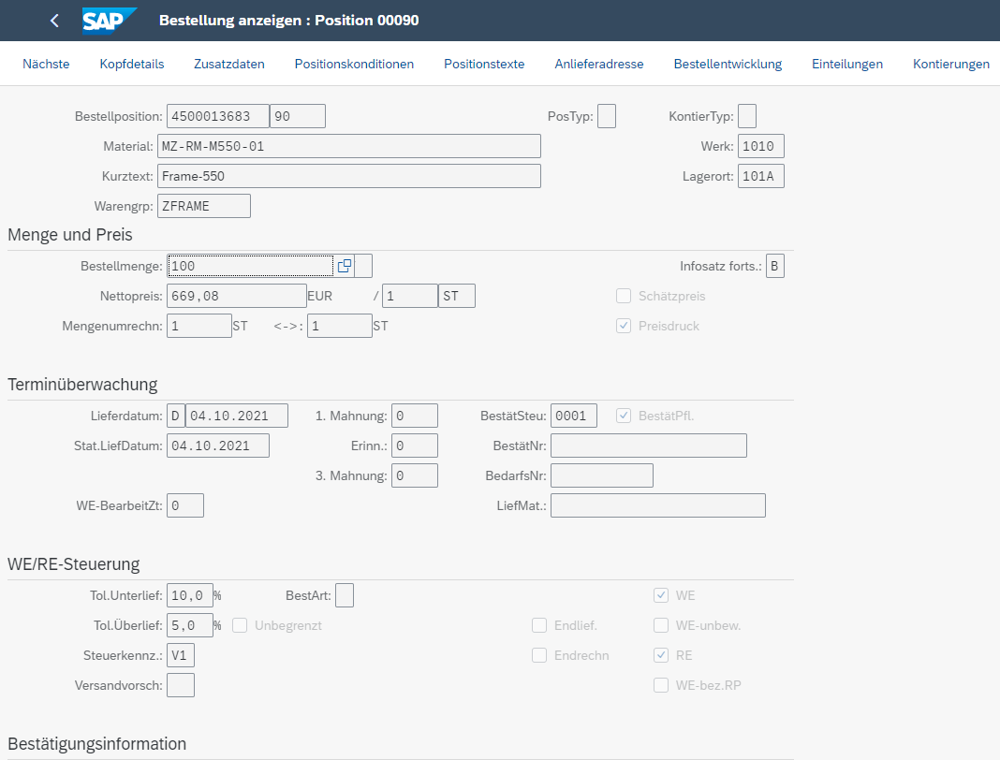 SAP Bestellung anzeigen : Position 00090
Nächste Kopfdetails Zusatzdaten Positionskonditionen Positionstexte Anlieferadresse Bestellentwicklung Einteilungen Kontierungen
Bestellposition: 4500013683 90 PosTyp: KontierTyp:
Material: MZ-RM-M550-01 Werk: 1010
Kurztext: Frame-550 Lagerort: 101A
Warengrp: ZFRAME
Menge und Preis
Bestellmenge: 100 Infosatz forts.: B
Nettopreis: 669,08 EUR / 1 ST Schätzpreis
Mengenumrechn: 1 ST <->: 1 ST Preisdruck
Terminüberwachung
Lieferdatum: D 04.10.2021 1. Mahnung: 0 BestätSteu: 0001 BestätPfl.
Stat.LiefDatum: 04.10.2021 Erinn.: 0 BestätNr:
3. Mahnung: 0 BedarfsNr:
WE-BearbeitZt: 0 LiefMat.:
WE/RE-Steuerung
Tol.Unterlief: 10,0 % BestArt: WE
Tol.Überlief: 5,0 % Unbegrenzt Endlief. WE-unbew.
Steuerkennz.: V1 Endrechn RE
Versandvorsch: WE-bez.RP
Bestätigungsinformation